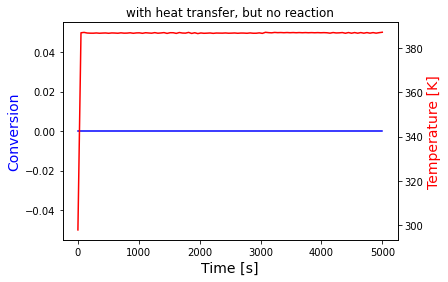 with heat transfer, but no reaction
Conversion
0.04
0.02
0.00
−0.02
−0.04
380
360
340
320
300
Temperature [K]
0 1000 2000 3000 4000 5000
Time [s]